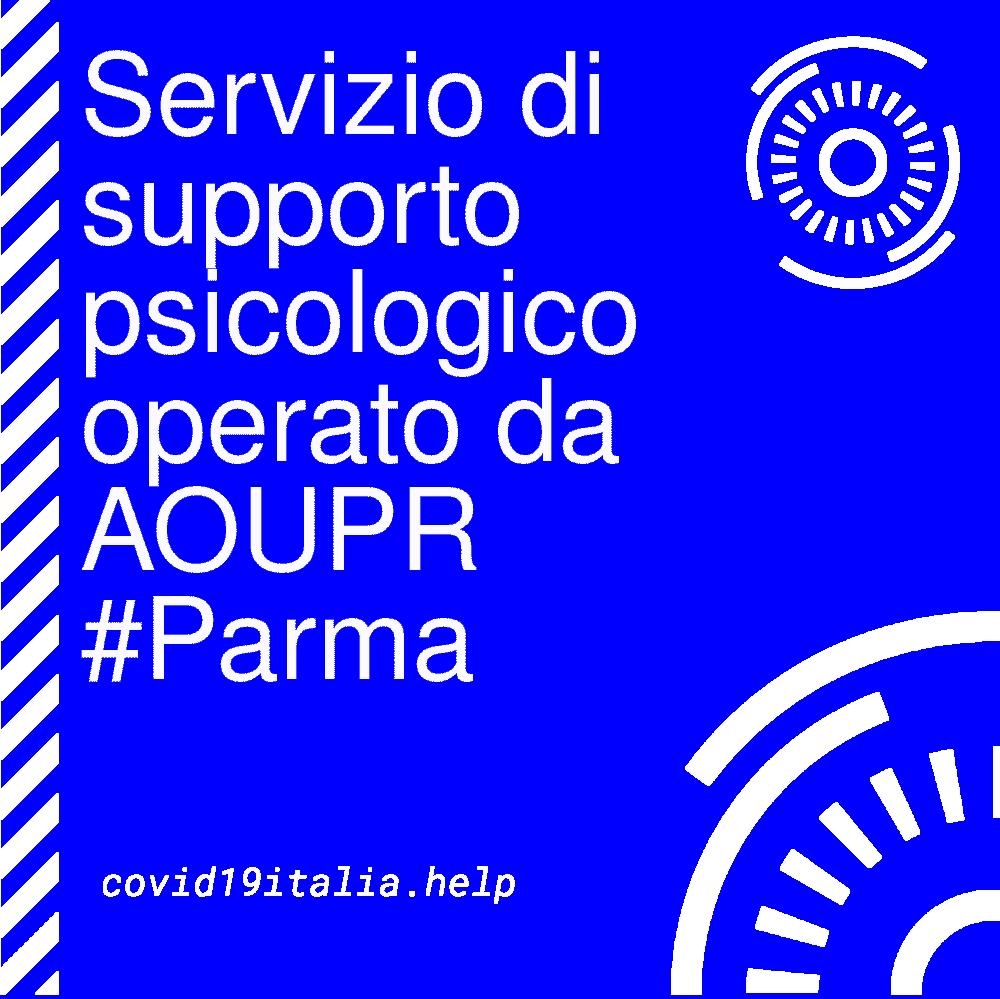 Servizio di
supporto
psicologico
operato da
AOUPR
#Parma
covid19italia.help